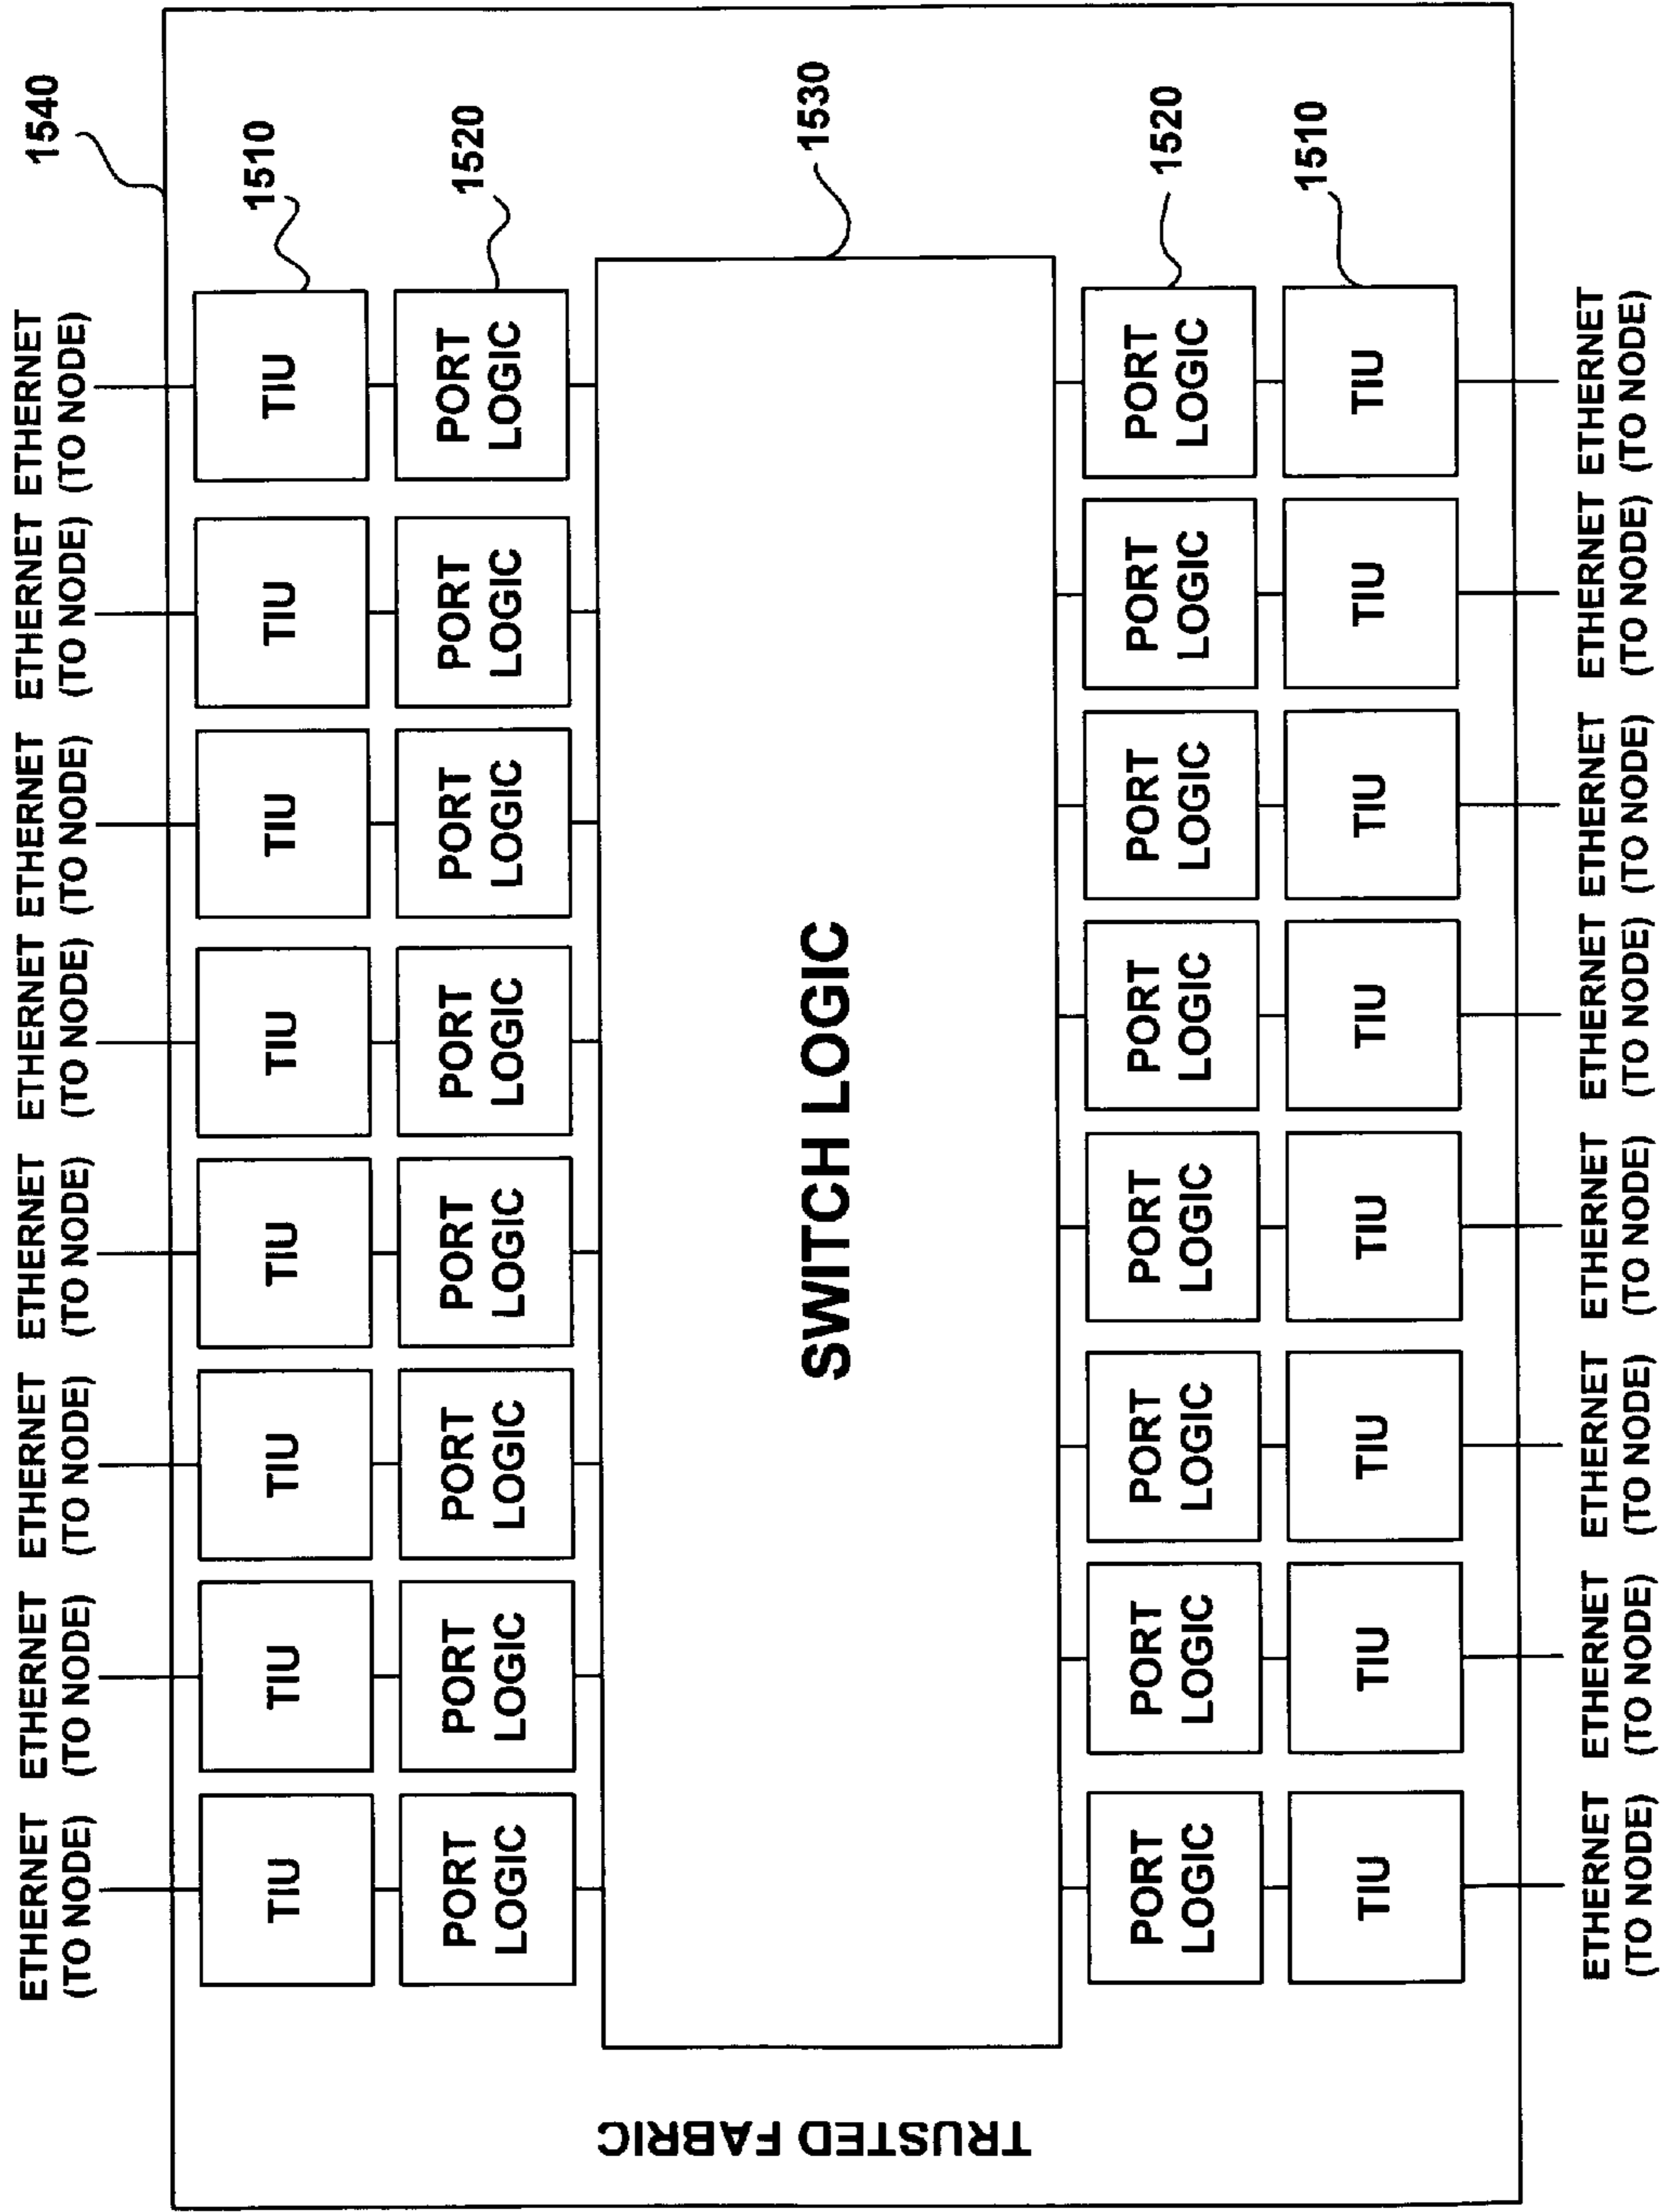 ETHERNET ETHERNET ETHERNET ETHERNET ETHERNET ETHERNET ETHERNET ETHERNET
(TO NODE) (TO NODE) (TO NODE) (TO NODE) (TO NODE) (TO NODE) (TO NODE) (TO NODE)
1540
TIU TIU TIU TIU TIU TIU TIU TIU
1510
PORT PORT PORT PORT PORT PORT PORT PORT
LOGIC LOGIC LOGIC LOGIC LOGIC LOGIC LOGIC LOGIC
1520
TRUSTED FABRIC
SWITCH LOGIC
1530
PORT PORT PORT PORT PORT PORT PORT PORT
LOGIC LOGIC LOGIC LOGIC LOGIC LOGIC LOGIC LOGIC
1520
TIU TIU TIU TIU TIU TIU TIU TIU
1510
ETHERNET ETHERNET ETHERNET ETHERNET ETHERNET ETHERNET ETHERNET ETHERNET
(TO NODE) (TO NODE) (TO NODE) (TO NODE) (TO NODE) (TO NODE) (TO NODE) (TO NODE)